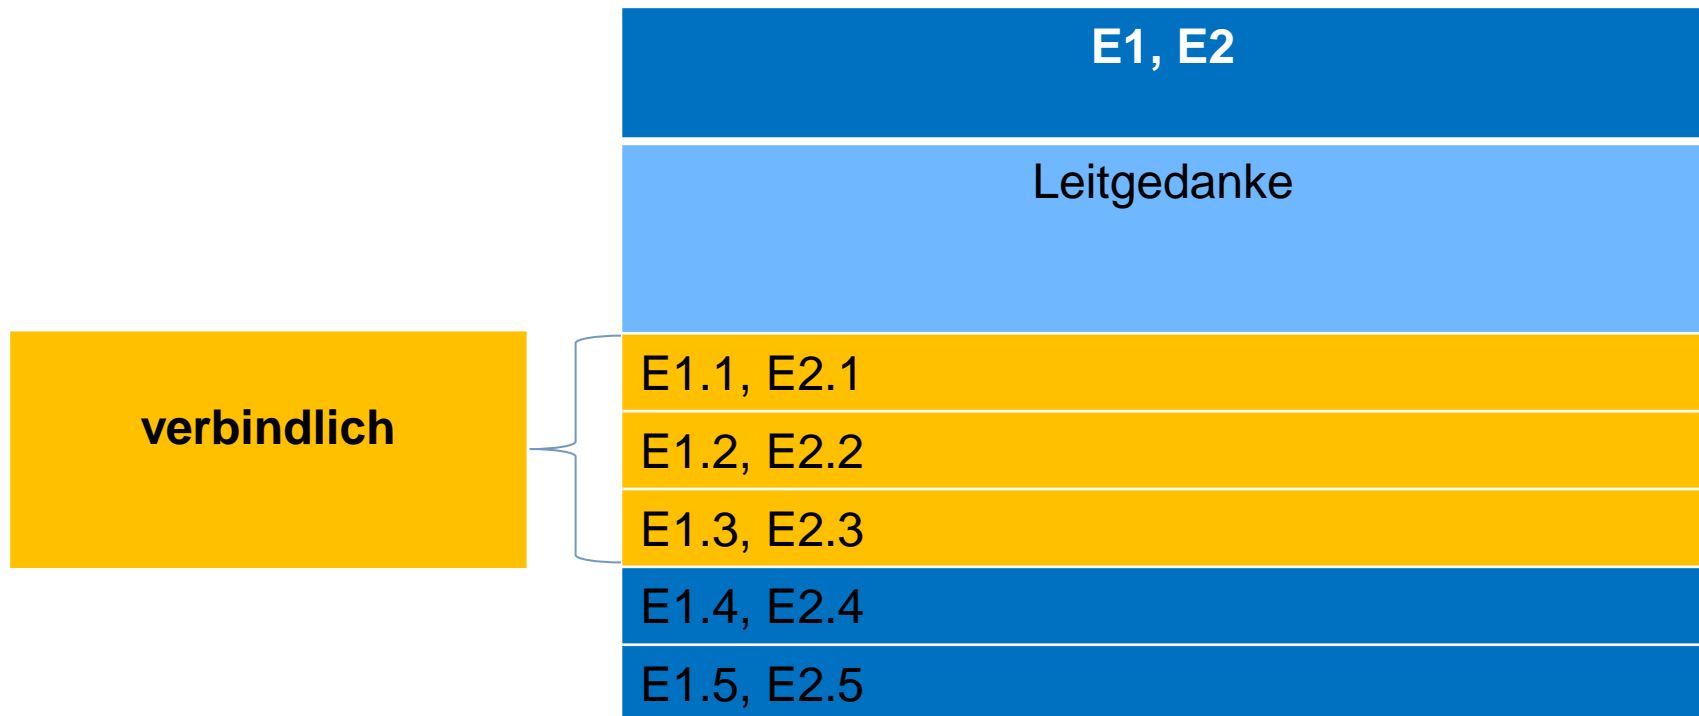 E1, E2
Leitgedanke
verbindlich
E1.1, E2.1
E1.2, E2.2
E1.3, E2.3
E1.4, E2.4
E1.5, E2.5